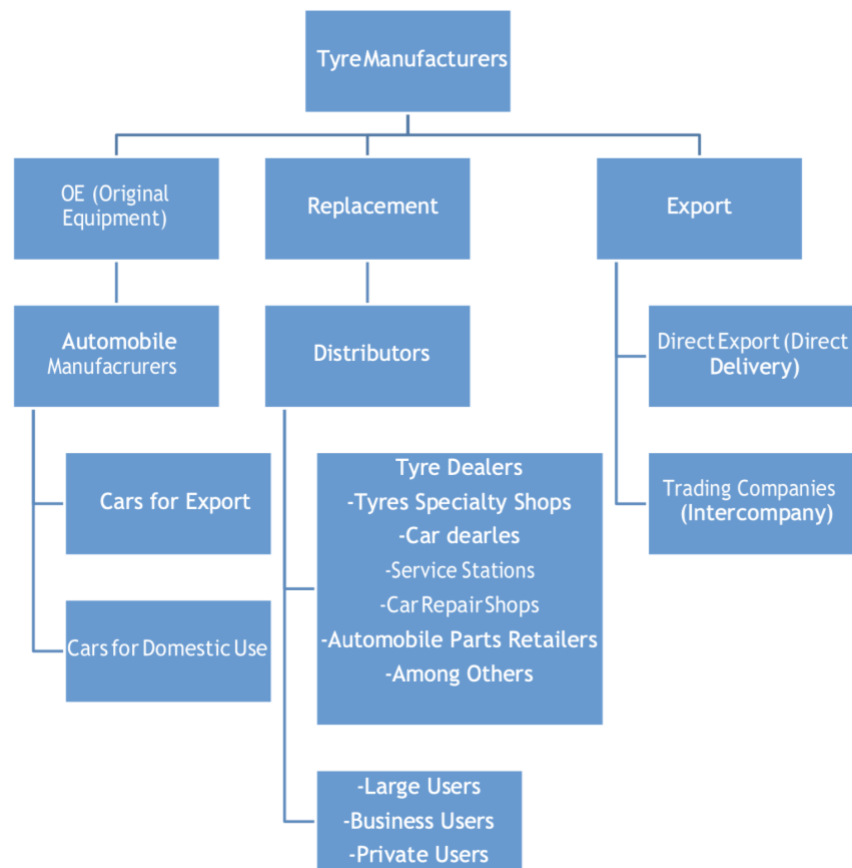 Tyre Manufacturers
OE (Original
Equipment)
Replacement
Export
Automobile
Manufacrurers
Distributors
Direct Export (Direct
Delivery)
Cars for Export
Tyre Dealers
-Tyres Specialty Shops
-Car dearles
-Service Stations
-Car Repair Shops
-Automobile Parts Retailers
-Among Others
Trading Companies
(Intercompany)
Cars for Domestic Use
-Large Users
-Business Users
-Private Users